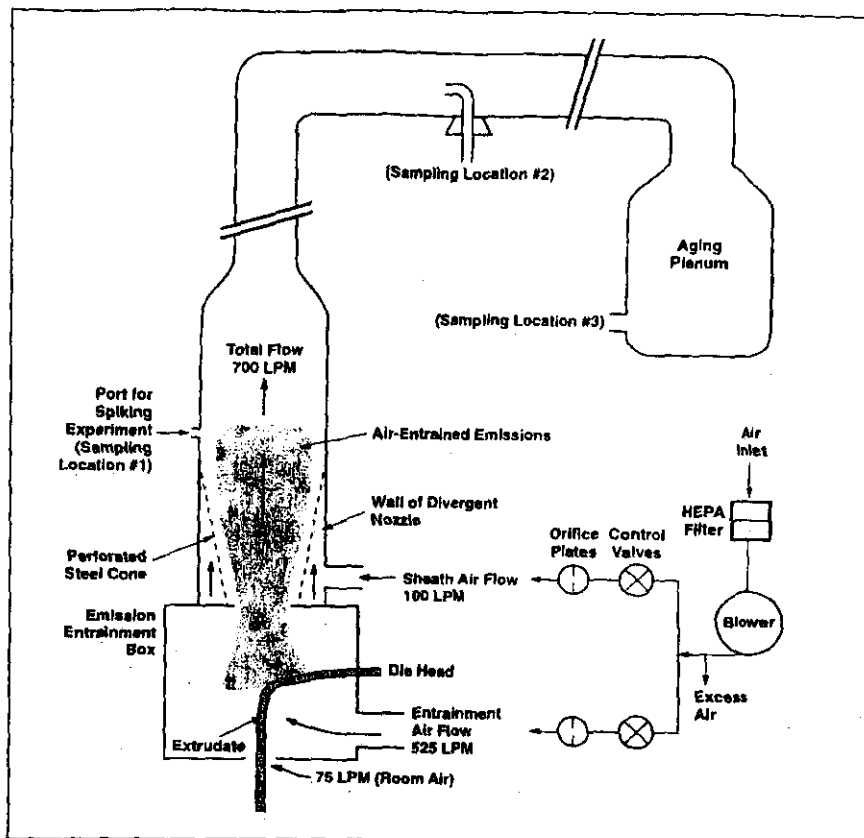 (Sampling Location #2)
Aging
Plenum
(Sampling Location #3)
Total Flow
700 LPM
Port for
Spiking
Experiment
(Sampling
Location #1)
Air-Entrained Emissions
Air
Inlet
HEPA
Filter
Wall of Divergent
Nozzle
Orifice
Plates
Control
Valves
Perforated
Steel Cone
Sheath Air Flow
100 LPM
Emission
Entrainment
Box
Blower
Die Head
Excess
Air
Entrainment
Air Flow
525 LPM
Extrudate
75 LPM (Room Air)